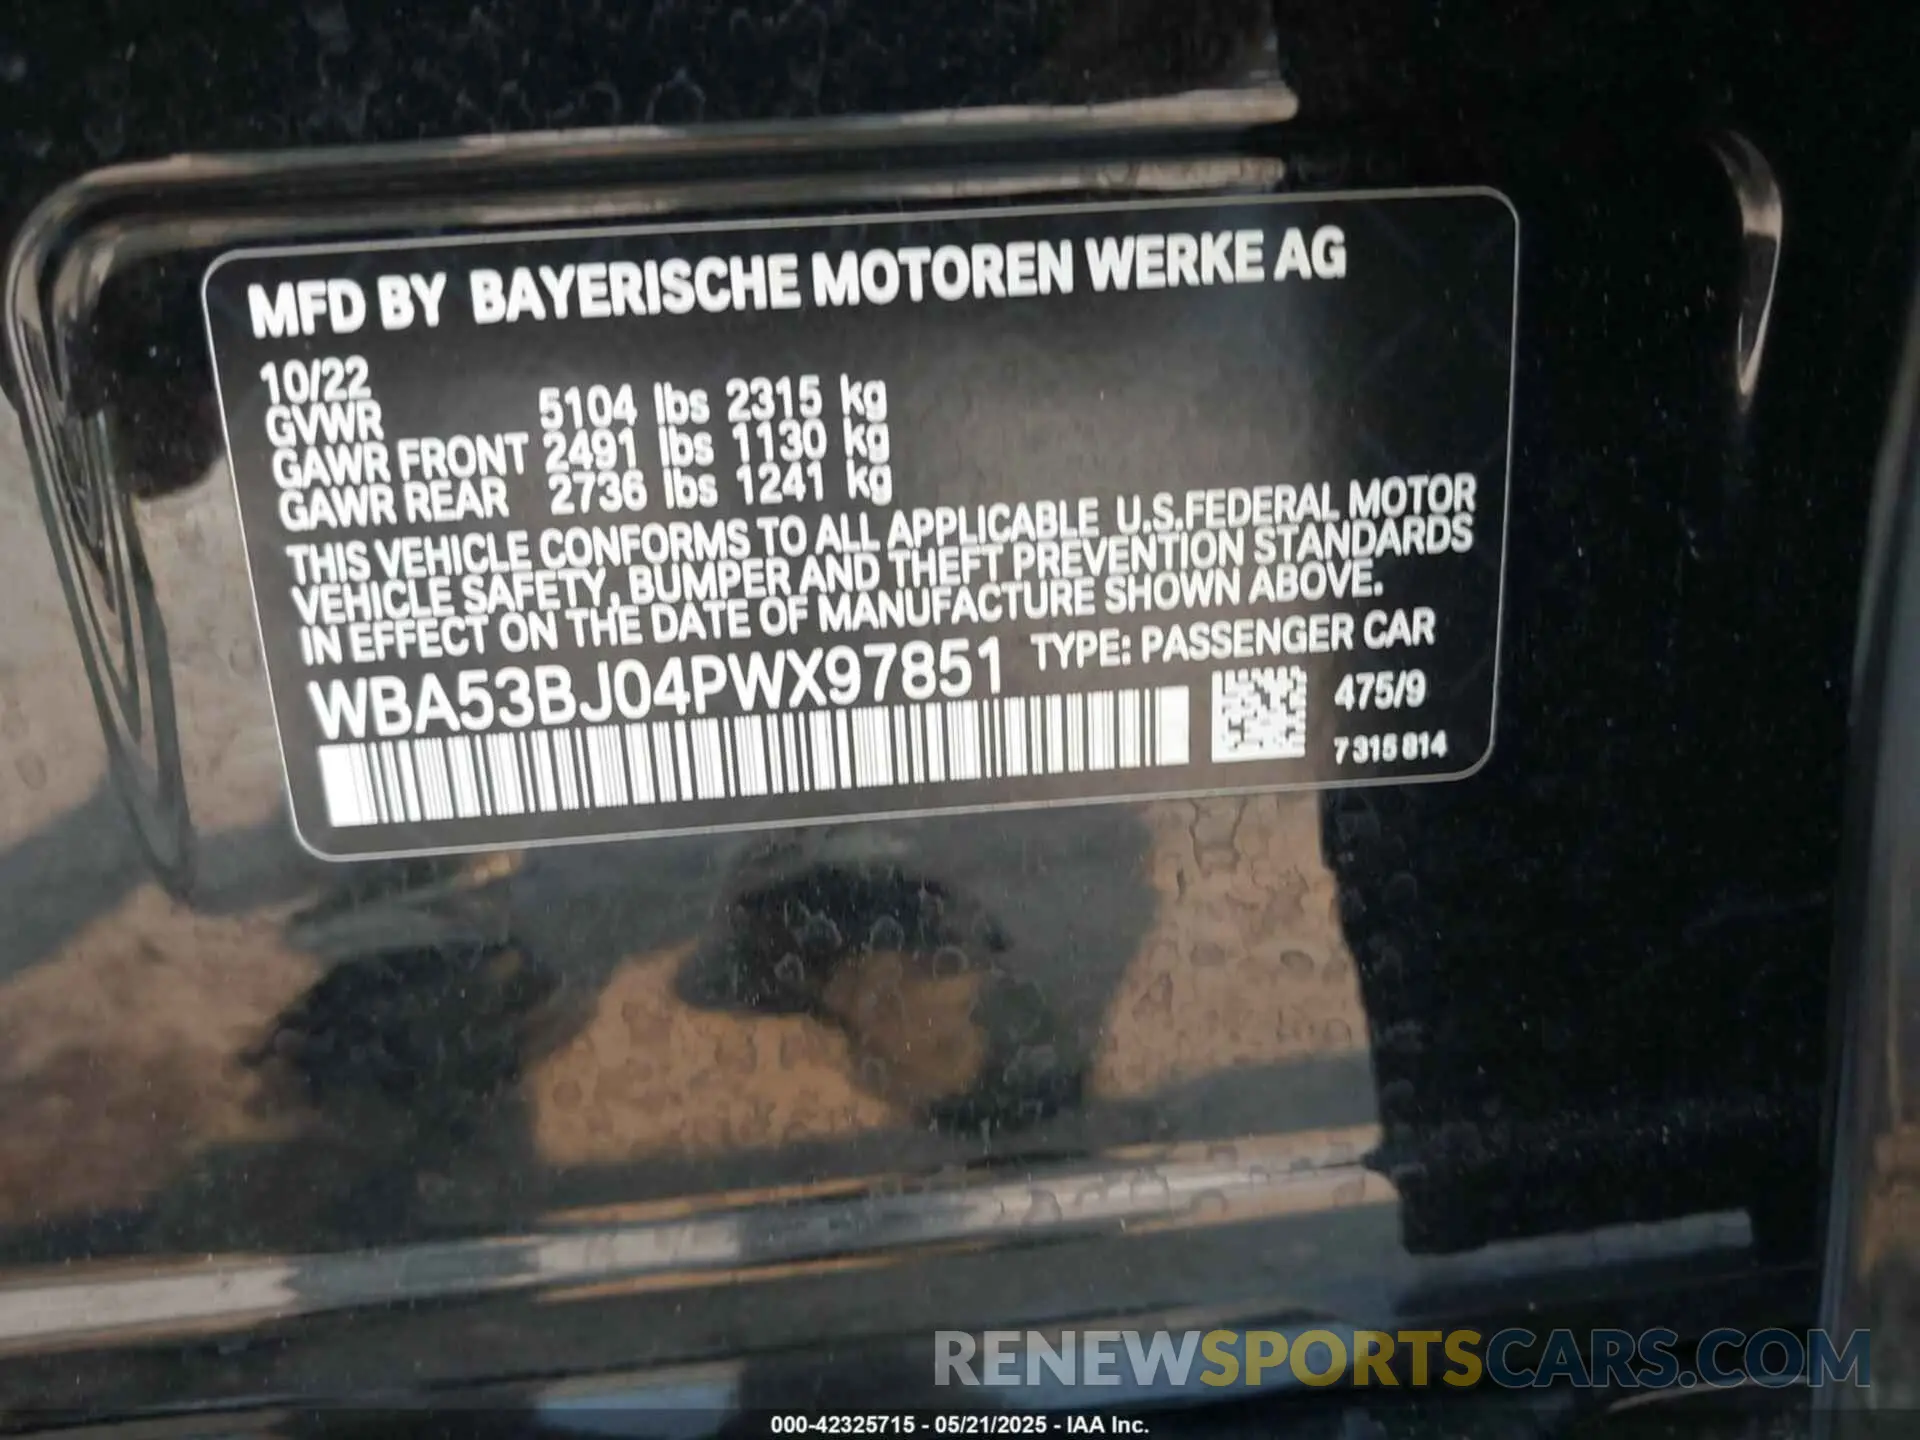 MFD BY BAYERISCHE MOTOREN WERKE AG
10/22
GVWR 5104 lbs 2315 kg
GAWR FRONT 2491 lbs 1130 kg
GAWR REAR 2736 lbs 1241 kg
THIS VEHICLE CONFORMS TO ALL APPLICABLE U.S.FEDERAL MOTOR
VEHICLE SAFETY, BUMPER AND THEFT PREVENTION STANDARDS
IN EFFECT ON THE DATE OF MANUFACTURE SHOWN ABOVE.
WBA53BJ04PWX97851 TYPE: PASSENGER CAR
475/9
7315814
RENEWSPORTSCARS.COM
000-42325715 - 05/21/2025 - IAA Inc.